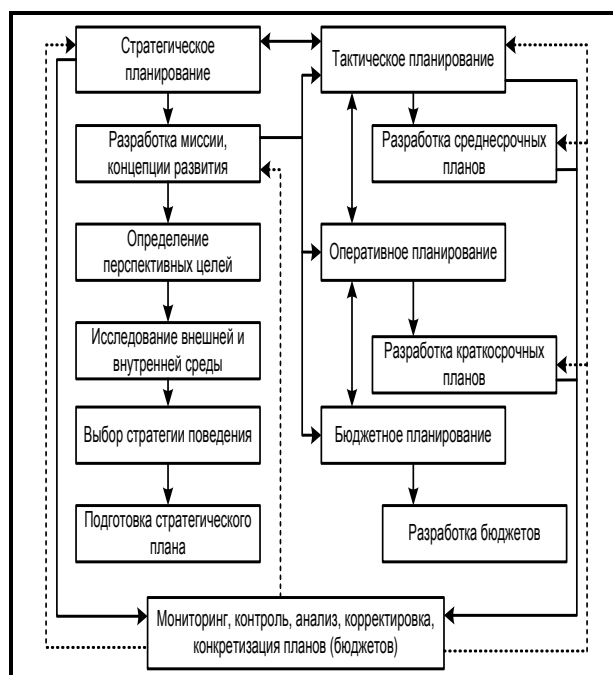 Стратегическое
планирование
Тактическое планирование
Разработка миссии,
концепции развития
Разработка среднесрочных
планов
Определение
перспективных целей
Оперативное планирование
Исследование внешней и
внутренней среды
Разработка краткосрочных
планов
Выбор стратегии поведения
Бюджетное планирование
Подготовка стратегического
плана
Разработка бюджетов
Мониторинг, контроль, анализ, корректировка,
конкретизация планов (бюджетов)